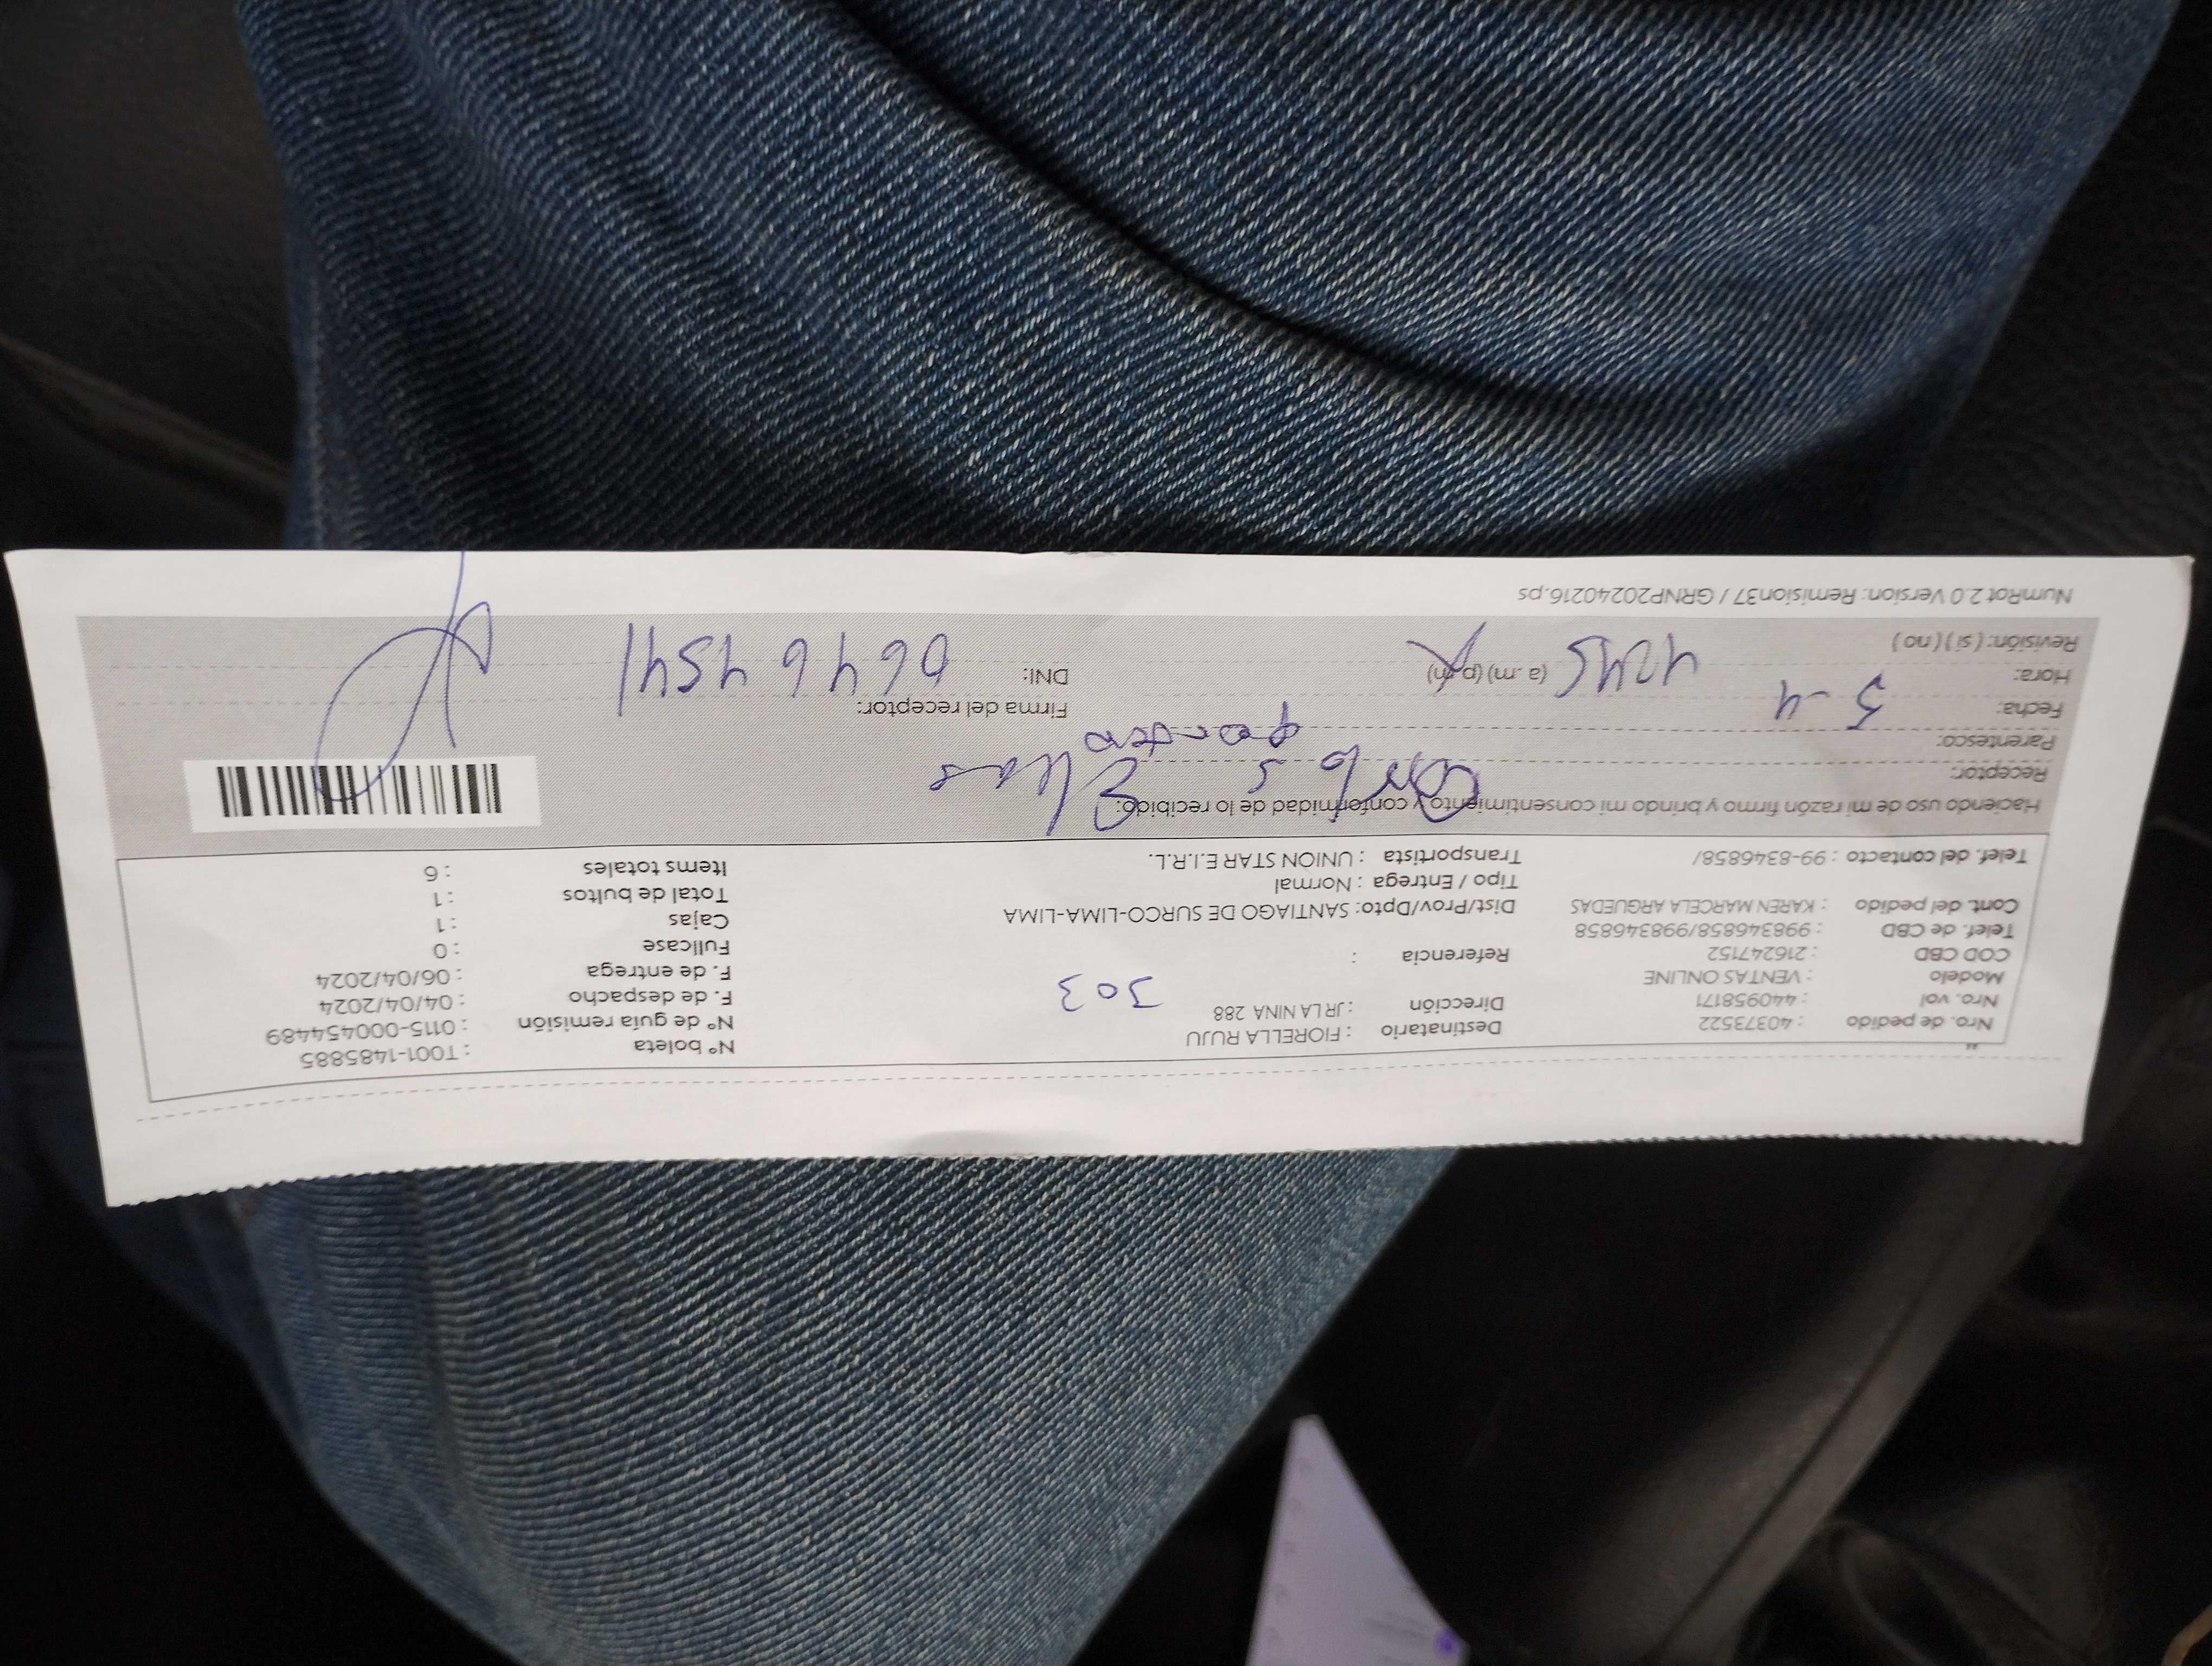 Nro. de pedido : 40373522 Destinatario : FIORELLA RUJU Nº boleta : T001-1485885
Nro. vol : 440958171 Dirección : JR LA NINA 288 303 Nº de guía remisión : 0115-000454489
Modelo : VENTAS ONLINE F. de despacho : 04/04/2024
COD CBD : 216247152 Referencia : F. de entrega : 06/04/2024
Telef. de CBD : 998346858/998346858 Fullcase : 0
Cont. del pedido : KAREN MARCELA ARGUEDAS Dist/Prov/Dpto: SANTIAGO DE SURCO-LIMA-LIMA Cajas : 1
Tipo / Entrega : Normal Total de bultos : 1
Telef. del contacto : 99-8346858/ Transportista : UNION STAR E.I.R.L. Items totales : 6
Haciendo uso de mi razón firmo y brindo mi consentimiento y conformidad de lo recibido:
Receptor: Carlos Elias
Parentesco: portero
Fecha: 5-4 Firma del receptor:
Hora: (a.m) (p.m) DNI: 06464541
Revisión: ( si ) ( no )
NumRot 2.0 Version: Remision37 / GRNP20240216.ps